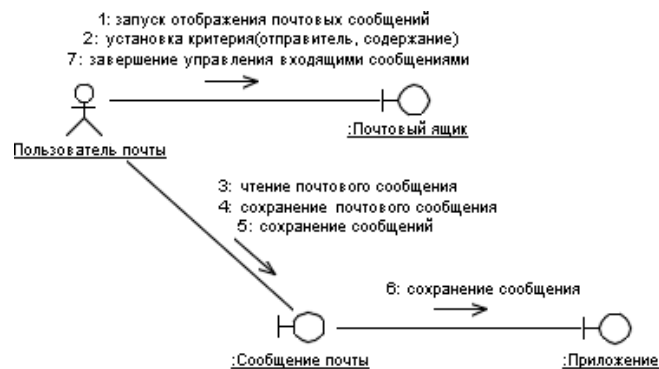 1: запуск отображения почтовых сообщений
2: установка критерия(отправитель, содержание)
7: завершение управления входящими сообщениями
:Почтовый ящик
Пользователь почты
3: чтение почтового сообщения
4: сохранение почтового сообщения
5: сохранение сообщений
6: сохранение сообщения
:Сообщение почты
:Приложение